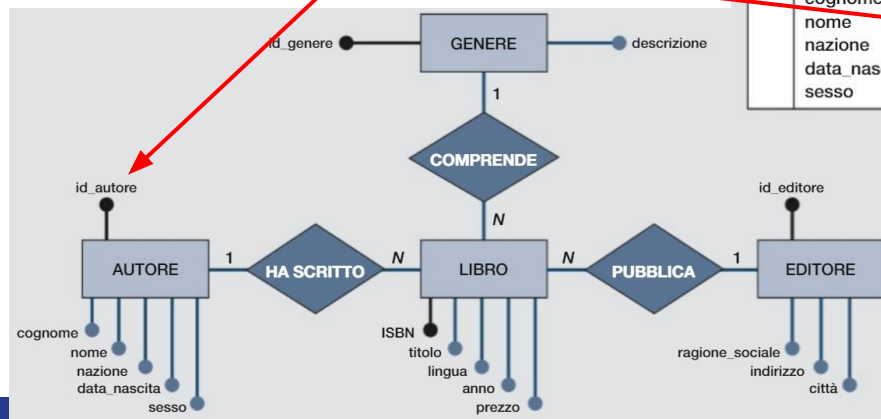 cognome
nome
nazione
data_nas
sesso
id_genere
GENERE
descrizione
1
COMPRENDE
N
id_autore
id_editore
AUTORE
1
HA SCRITTO
N
LIBRO
N
PUBBLICA
1
EDITORE
cognome
nome
nazione
data_nascita
sesso
ISBN
titolo
lingua
anno
prezzo
ragione_sociale
indirizzo
città